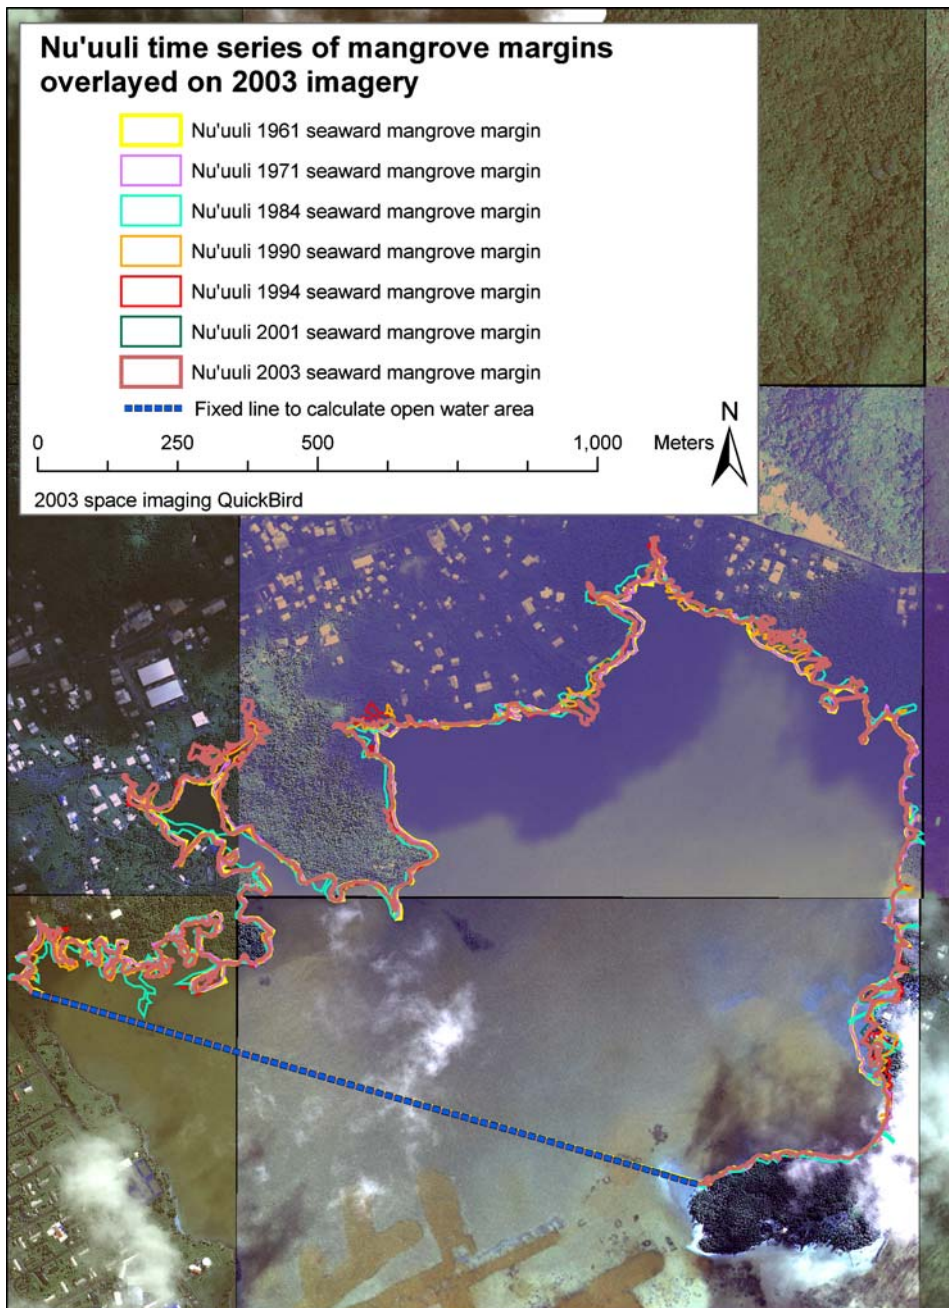 Nu'uuli time series of mangrove margins
overlayed on 2003 imagery
Nu'uuli 1961 seaward mangrove margin
Nu'uuli 1971 seaward mangrove margin
Nu'uuli 1984 seaward mangrove margin
Nu'uuli 1990 seaward mangrove margin
Nu'uuli 1994 seaward mangrove margin
Nu'uuli 2001 seaward mangrove margin
Nu'uuli 2003 seaward mangrove margin
Fixed line to calculate open water area
N
0 250 500 1,000 Meters
2003 space imaging QuickBird